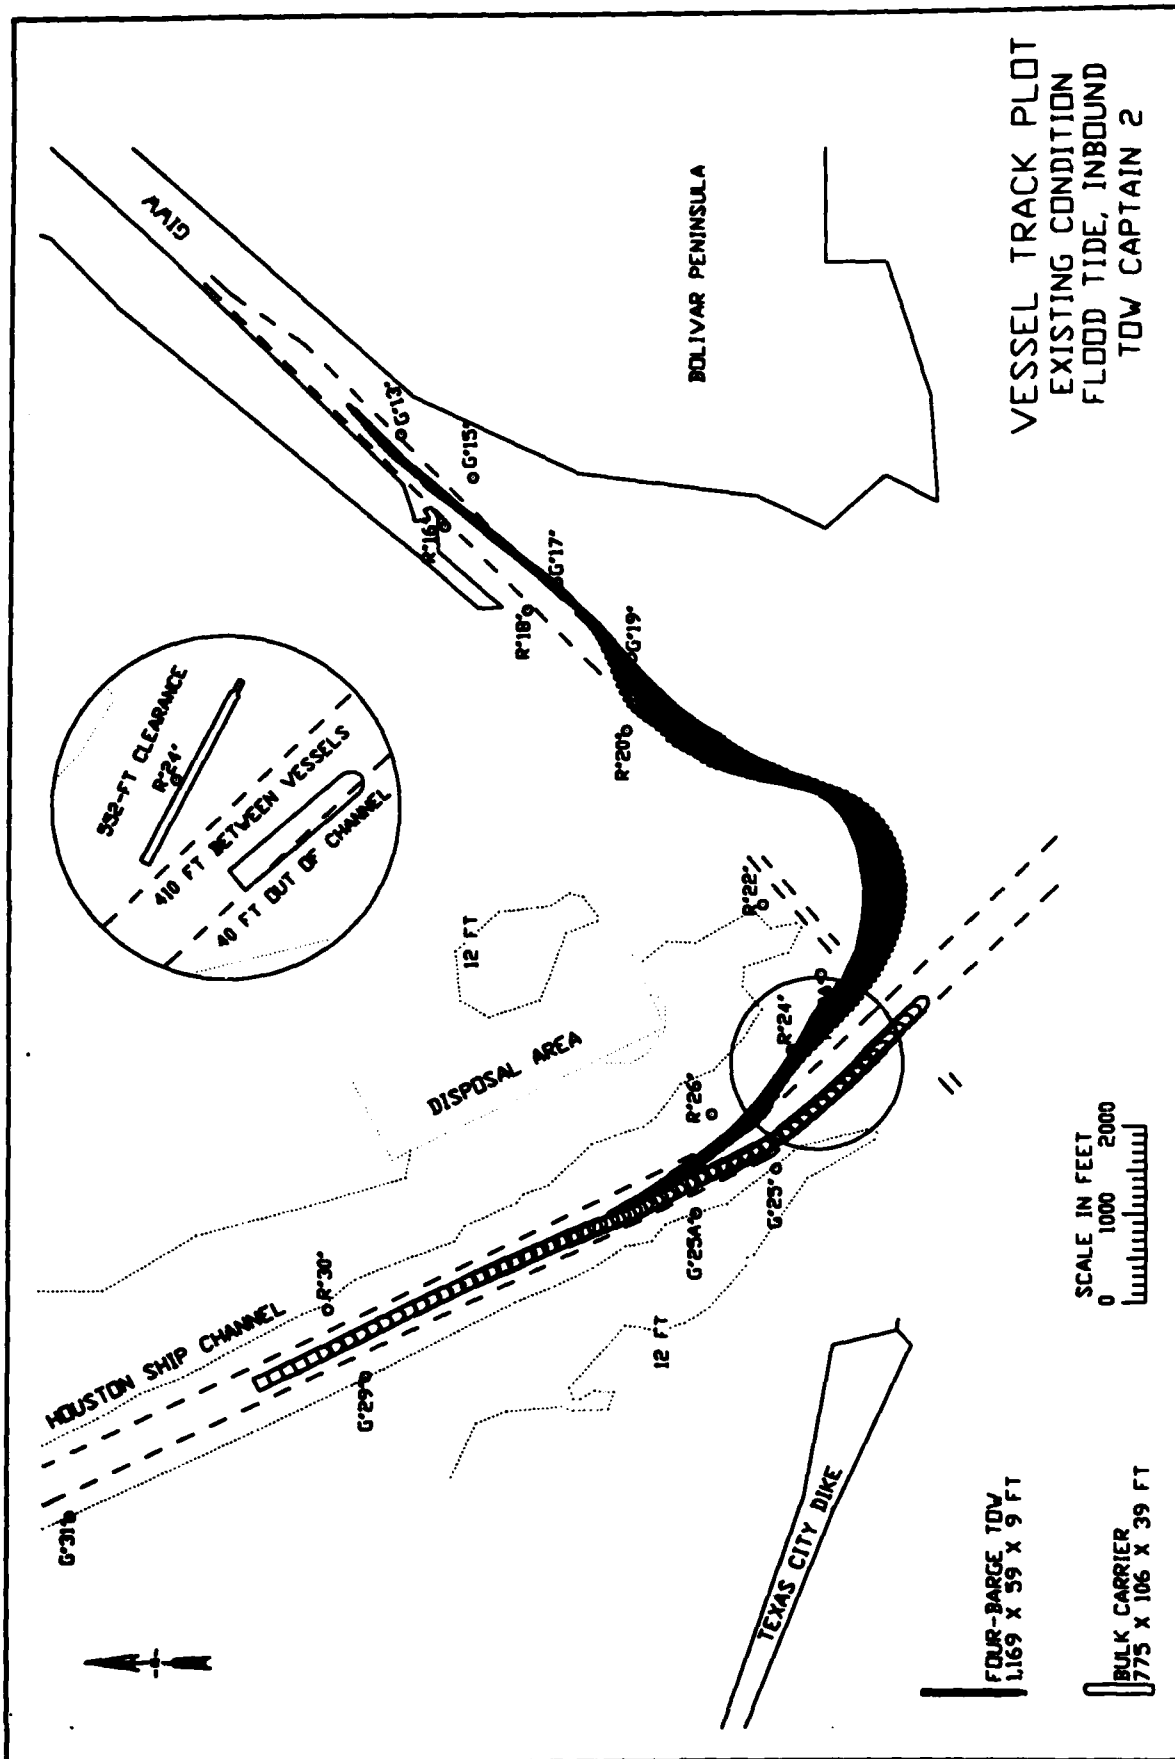 VESSEL TRACK PLOT
EXISTING CONDITION
FLOOD TIDE, INBOUND
TOW CAPTAIN 2
GIWW
BOLIVAR PENINSULA
G"13"
G"15"
R"16"
G"17"
R"18"
G"19"
R"20"
R"22"
R"24"
R"26"
G"25"
G"25A"
R"30"
G"29"
G"31"
552-FT CLEARANCE
R"24"
410 FT BETWEEN VESSELS
40 FT OUT OF CHANNEL
12 FT
DISPOSAL AREA
HOUSTON SHIP CHANNEL
12 FT
TEXAS CITY DIKE
SCALE IN FEET
0 1000 2000
FOUR-BARGE TOW
1,169 X 59 X 9 FT
BULK CARRIER
775 X 106 X 39 FT